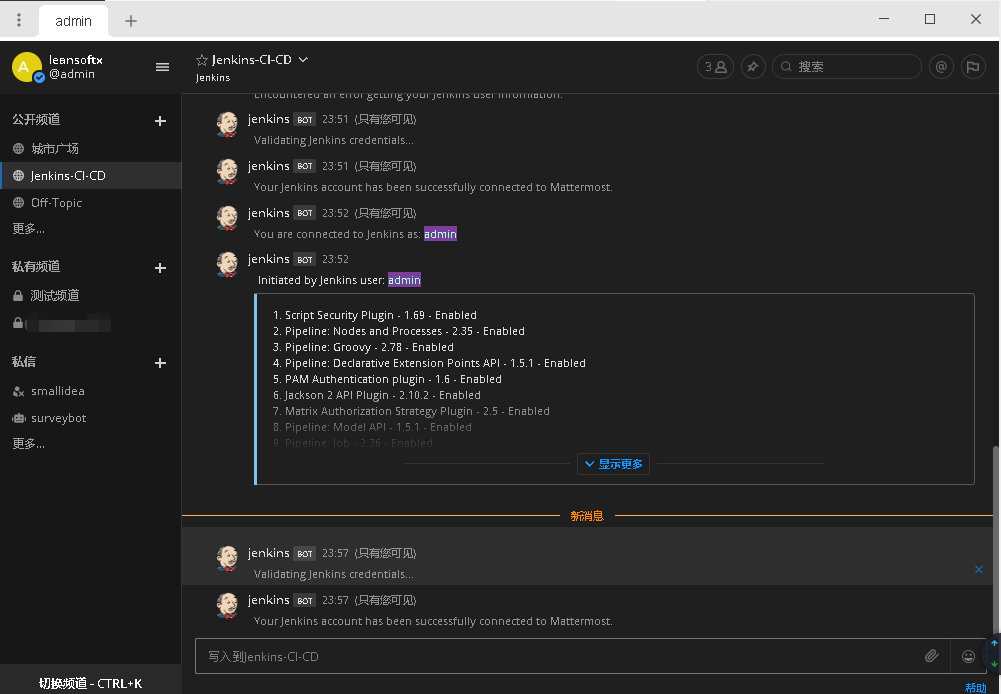 admin
A
leansoftx
@admin
Jenkins-CI-CD
Jenkins
3
搜索
@
公开频道
城市广场
Jenkins-CI-CD
Off-Topic
更多...
私有频道
测试频道
私信
smallidea
surveybot
更多...
切换频道 - CTRL+K
Encountered an error getting your Jenkins user information.
jenkins BOT 23:51 (只有您可见)
Validating Jenkins credentials...
jenkins BOT 23:51 (只有您可见)
Your Jenkins account has been successfully connected to Mattermost.
jenkins BOT 23:52 (只有您可见)
You are connected to Jenkins as: admin
jenkins BOT 23:52
Initiated by Jenkins user: admin
1. Script Security Plugin - 1.69 - Enabled
2. Pipeline: Nodes and Processes - 2.35 - Enabled
3. Pipeline: Groovy - 2.78 - Enabled
4. Pipeline: Declarative Extension Points API - 1.5.1 - Enabled
5. PAM Authentication plugin - 1.6 - Enabled
6. Jackson 2 API Plugin - 2.10.2 - Enabled
7. Matrix Authorization Strategy Plugin - 2.5 - Enabled
8. Pipeline: Model API - 1.5.1 - Enabled
9. Pipeline: Job - 2.36 - Enabled
显示更多
新消息
jenkins BOT 23:57 (只有您可见)
Validating Jenkins credentials...
jenkins BOT 23:57 (只有您可见)
Your Jenkins account has been successfully connected to Mattermost.
写入到Jenkins-CI-CD
帮助